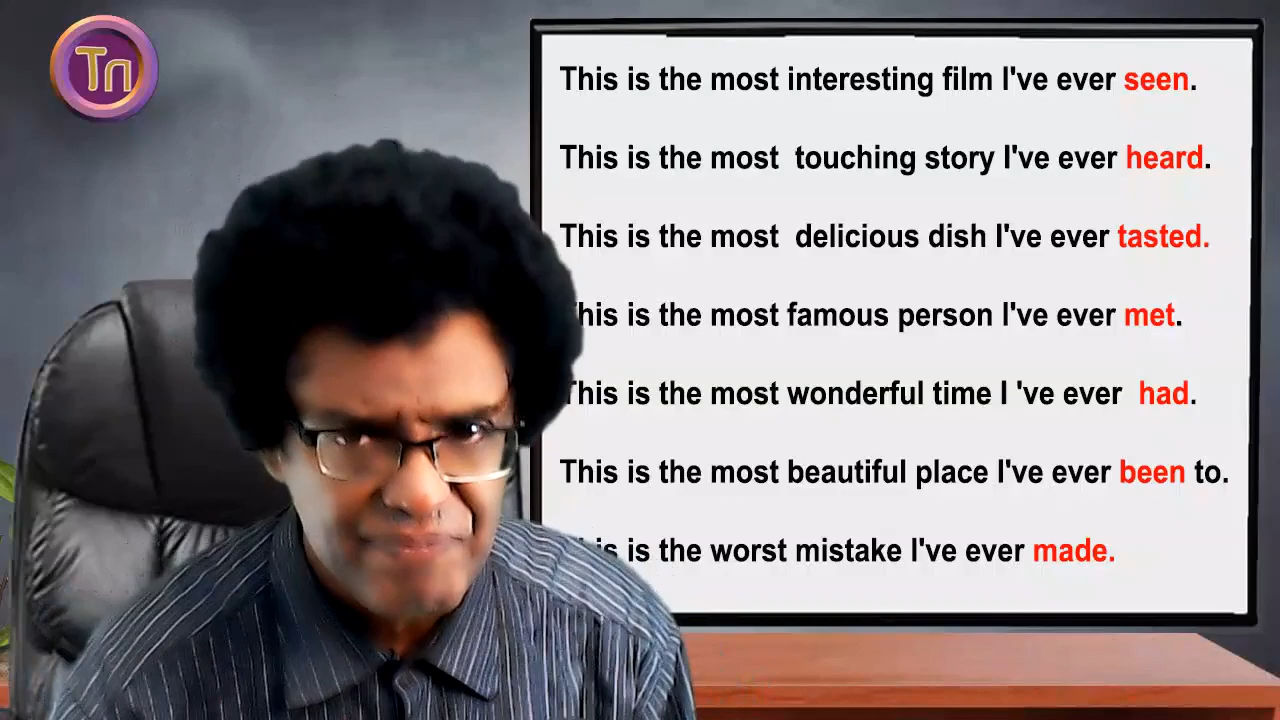 Tn
This is the most interesting film I've ever seen.
This is the most touching story I've ever heard.
This is the most delicious dish I've ever tasted.
This is the most famous person I've ever met.
This is the most wonderful time I 've ever had.
This is the most beautiful place I've ever been to.
This is the worst mistake I've ever made.